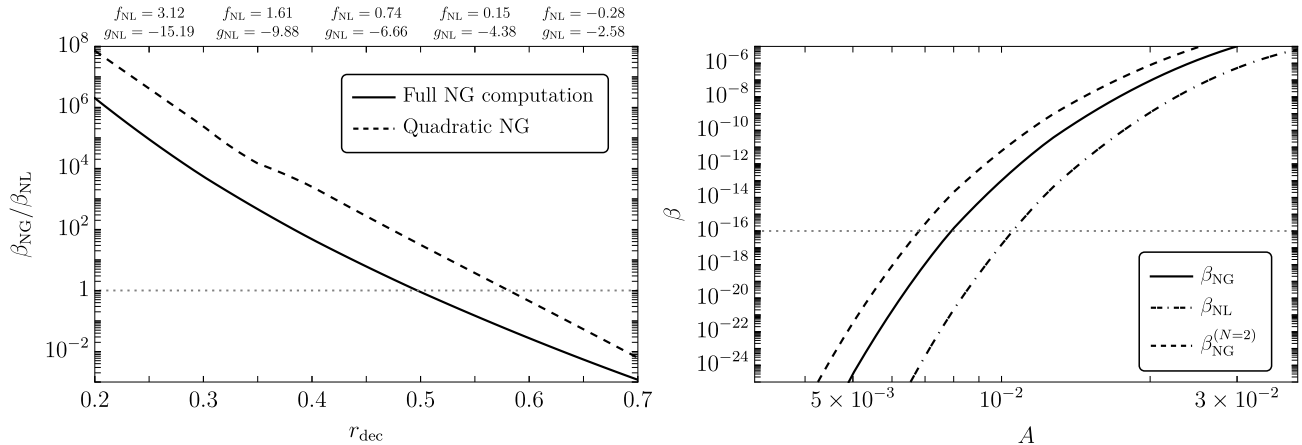 f_NL = 3.12 f_NL = 1.61 f_NL = 0.74 f_NL = 0.15 f_NL = −0.28
g_NL = −15.19 g_NL = −9.88 g_NL = −6.66 g_NL = −4.38 g_NL = −2.58
10^8
10^6
10^4
10^2
1
10^−2
β_NG/β_NL
Full NG computation
Quadratic NG
0.2 0.3 0.4 0.5 0.6 0.7
r_dec
10^−6
10^−8
10^−10
10^−12
10^−14
10^−16
10^−18
10^−20
10^−22
10^−24
β
β_NG
β_NL
β_NG^(N=2)
5 × 10^−3 10^−2 3 × 10^−2
A